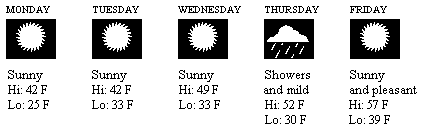 MONDAY TUESDAY WEDNESDAY THURSDAY FRIDAY
Sunny Sunny Sunny Showers Sunny
Hi: 42 F Hi: 42 F Hi: 49 F and mild and pleasant
Lo: 25 F Lo: 33 F Lo: 33 F Hi: 52 F Hi: 57 F
Lo: 30 F Lo: 39 F